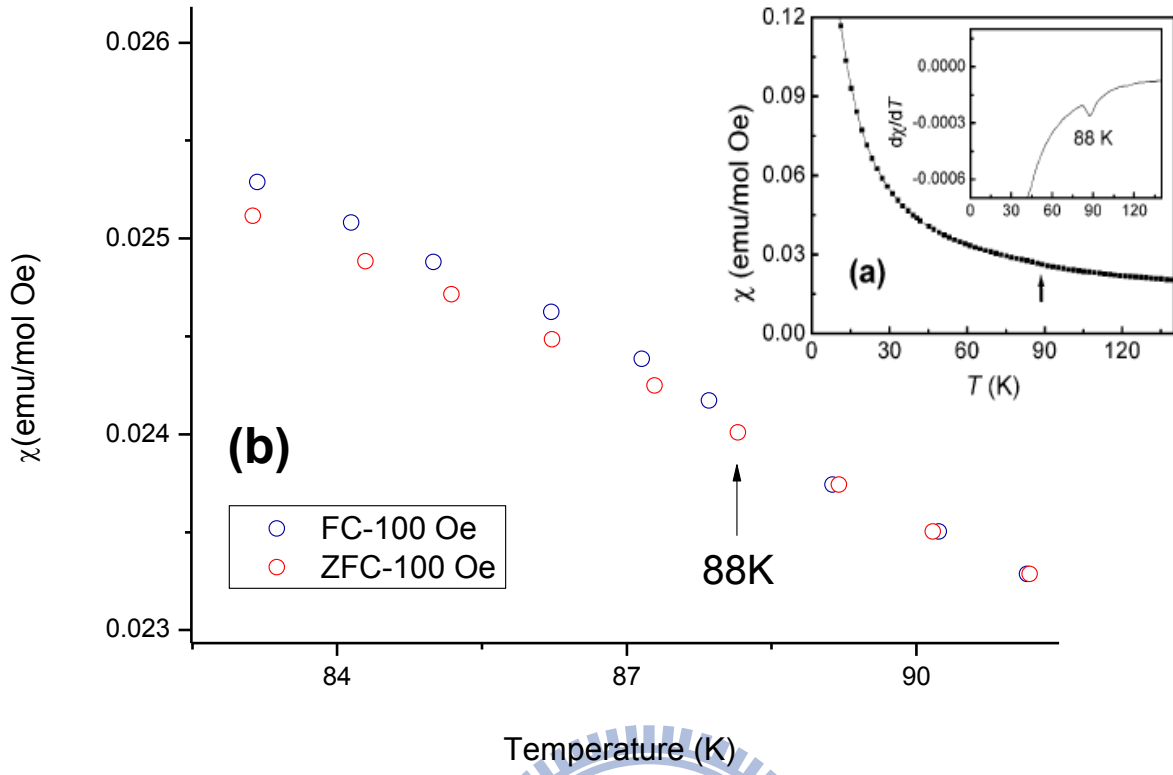 0.026
0.025
0.024
0.023
χ(emu/mol Oe)
(b)
FC-100 Oe
ZFC-100 Oe
88K
84
87
90
Temperature (K)
0.12
0.09
0.06
0.03
0.00
χ (emu/mol Oe)
(a)
0
30
60
90
120
T (K)
0.0000
-0.0003
-0.0006
dχ/dT
88 K
0
30
60
90
120